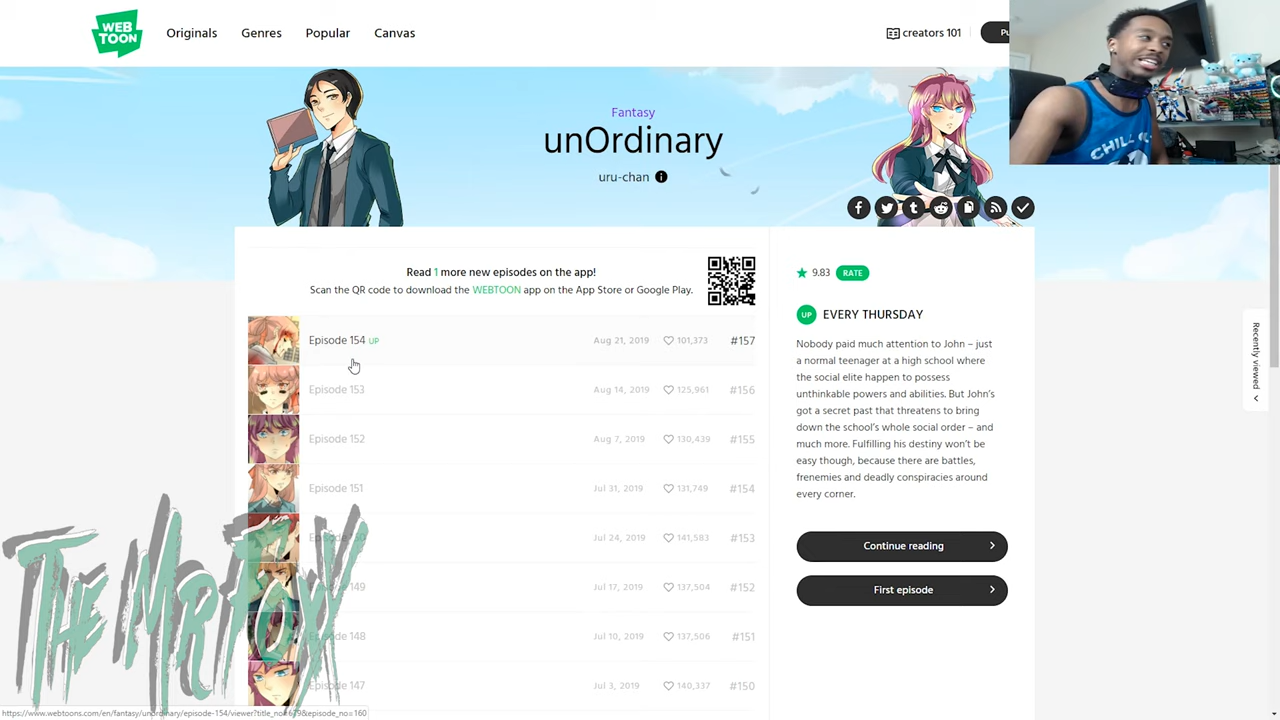 WEB
TOON
Originals
Genres
Popular
Canvas
creators 101
Pu
Fantasy
unOrdinary
uru-chan
CHILL
Read 1 more new episodes on the app!
Scan the QR code to download the WEBTOON app on the App Store or Google Play.
Episode 154 UP
Aug 21, 2019
101,373
#157
Episode 153
Aug 14, 2019
125,961
#156
Episode 152
Aug 7, 2019
130,439
#155
Episode 151
Jul 31, 2019
131,749
#154
Jul 24, 2019
141,583
#153
149
Jul 17, 2019
137,504
#152
Episode 148
Jul 10, 2019
137,506
#151
Episode 147
Jul 3, 2019
140,337
#150
9.83
RATE
UP EVERY THURSDAY
Nobody paid much attention to John – just
a normal teenager at a high school where
the social elite happen to possess
unthinkable powers and abilities. But John's
got a secret past that threatens to bring
down the school's whole social order – and
much more. Fulfilling his destiny won't be
easy though, because there are battles,
frenemies and deadly conspiracies around
every corner.
Continue reading
First episode
Recently viewed
THE MR FOXX